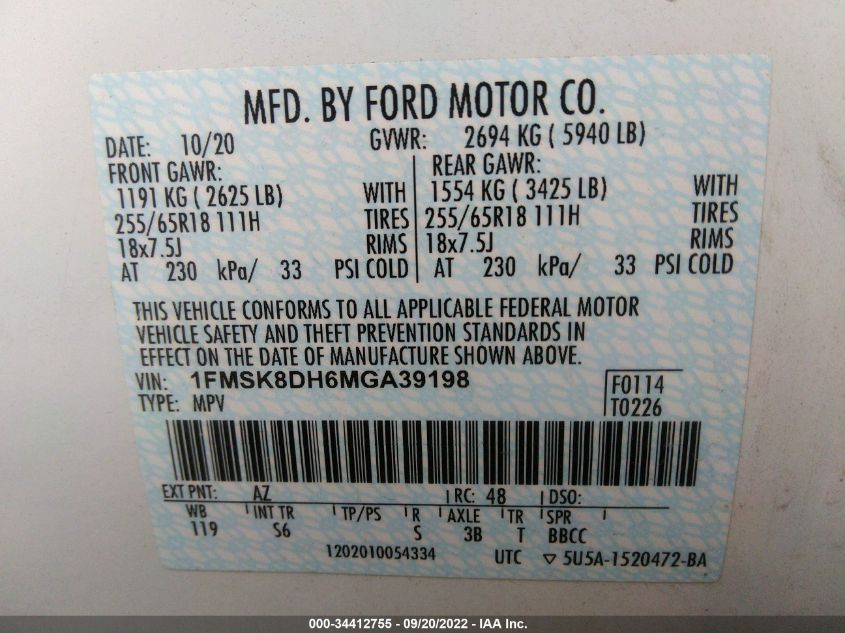 MFD. BY FORD MOTOR CO.
DATE: 10/20 GVWR: 2694 KG ( 5940 LB)
FRONT GAWR: REAR GAWR:
1191 KG ( 2625 LB) WITH 1554 KG ( 3425 LB) WITH
255/65R18 111H TIRES 255/65R18 111H TIRES
18x7.5J RIMS 18x7.5J RIMS
AT 230 kPa/ 33 PSI COLD AT 230 kPa/ 33 PSI COLD
THIS VEHICLE CONFORMS TO ALL APPLICABLE FEDERAL MOTOR
VEHICLE SAFETY AND THEFT PREVENTION STANDARDS IN
EFFECT ON THE DATE OF MANUFACTURE SHOWN ABOVE.
VIN: 1FMSK8DH6MGA39198 F0114
TYPE: MPV T0226
EXT PNT: AZ RC: 48 DSO:
WB INT TR TP/PS R AXLE TR SPR
119 S6 S 3B T BBCC
1202010054334 UTC ▽ 5U5A-1520472-BA
000-34412755 - 09/20/2022 - IAA Inc.